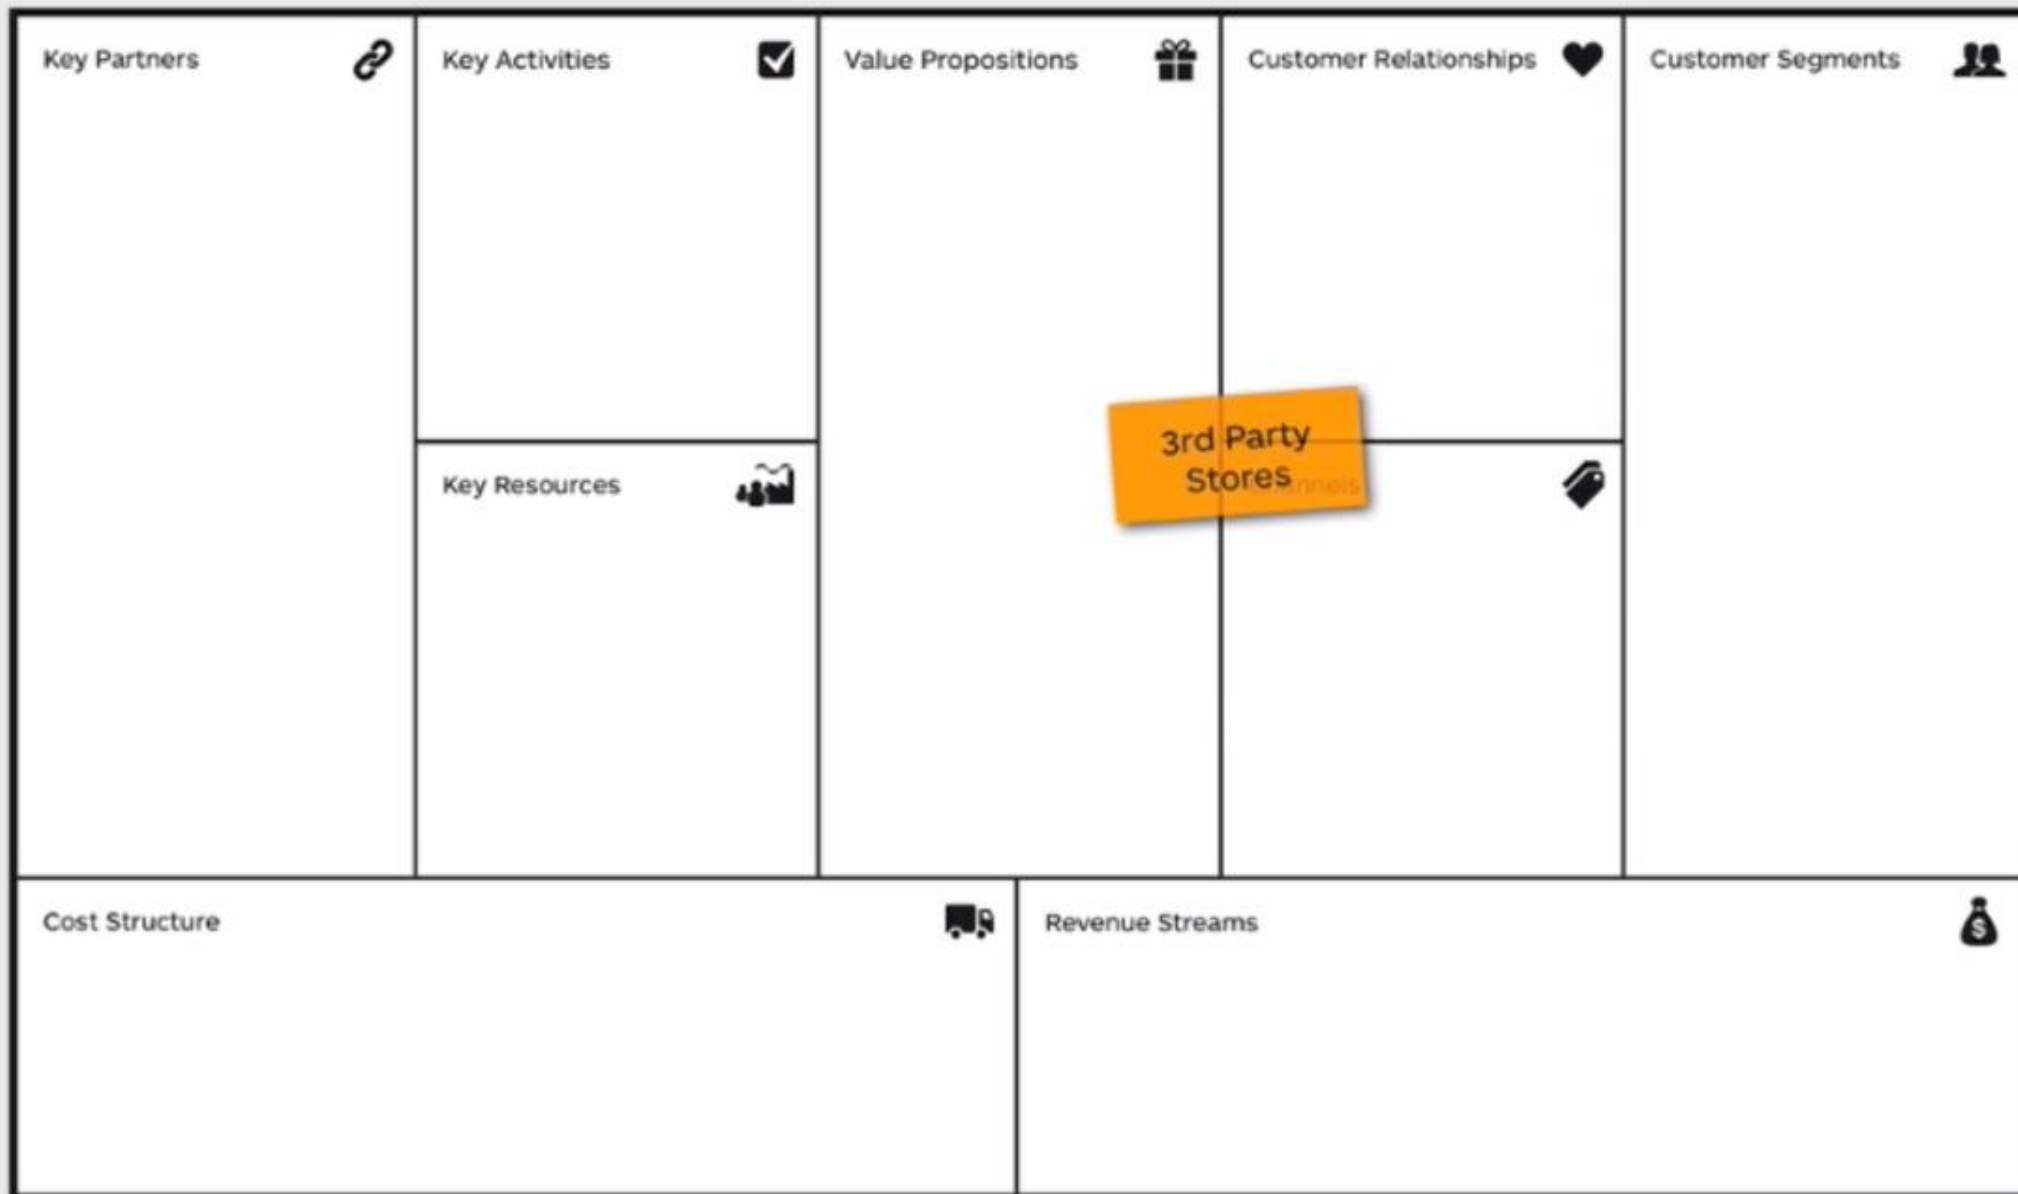 Key Partners
Key Activities
Value Propositions
Customer Relationships
Customer Segments
3rd Party
Stores
Key Resources
Channels
Cost Structure
Revenue Streams
$